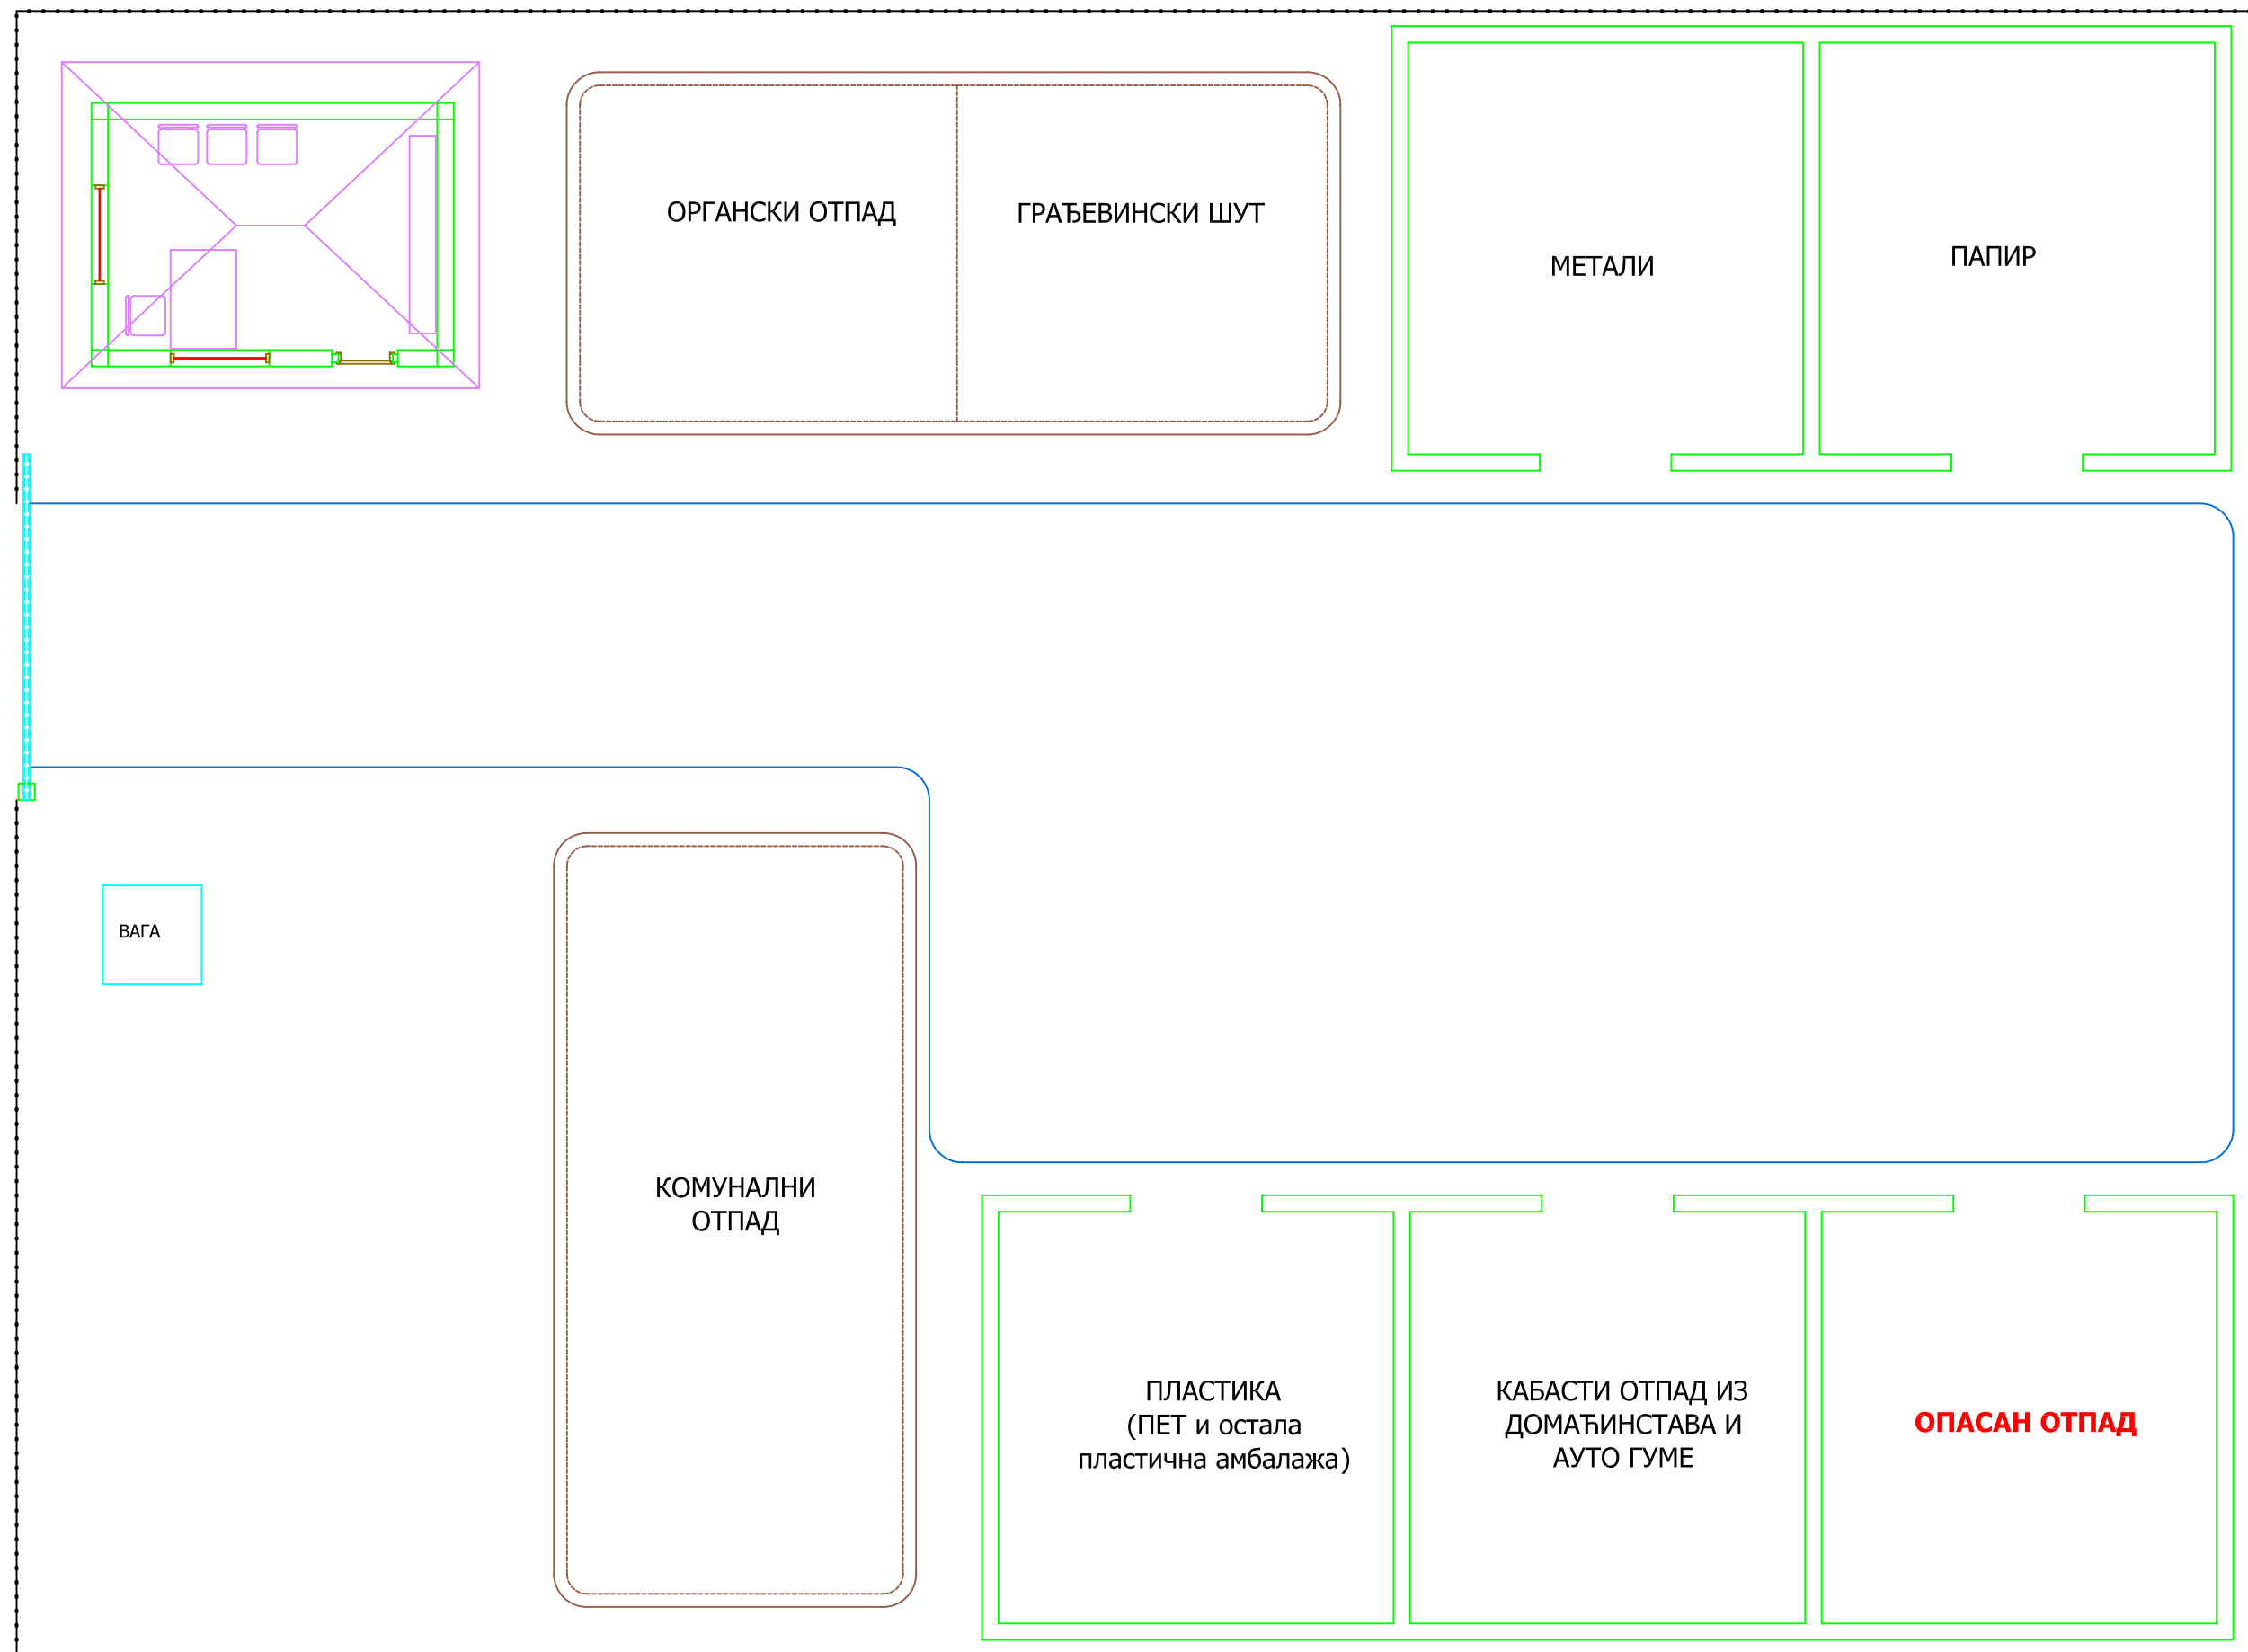 ОРГАНСКИ ОТПАД
ГРАЂЕВИНСКИ ШУТ
МЕТАЛИ
ПАПИР
ВАГА
КОМУНАЛНИ
ОТПАД
ПЛАСТИКА
(ПЕТ и остала
пластична амбалажа)
КАБАСТИ ОТПАД ИЗ
ДОМАЋИНСТАВА И
АУТО ГУМЕ
ОПАСАН ОТПАД